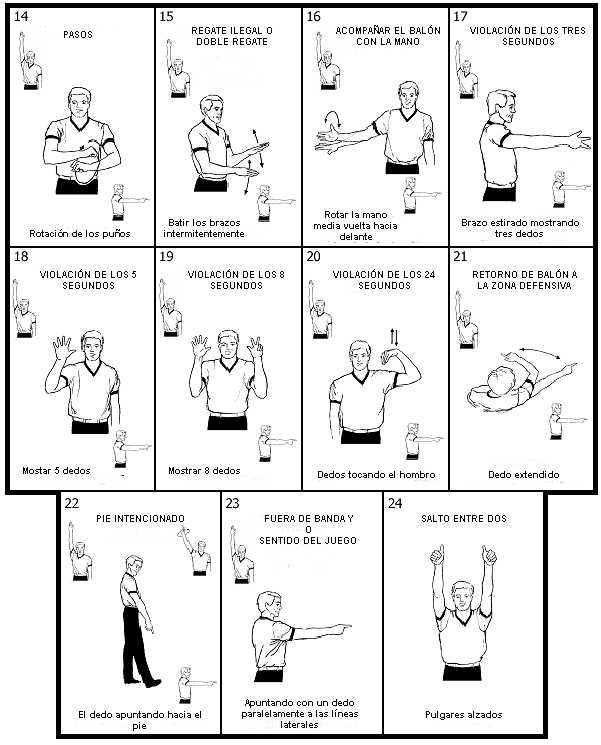 14
PASOS
Rotación de los puños
15
REGATE ILEGAL O
DOBLE REGATE
Batir los brazos
intermitentemente
16
ACOMPAÑAR EL BALÓN
CON LA MANO
Rotar la mano
media vuelta hacia
delante
17
VIOLACIÓN DE LOS TRES
SEGUNDOS
Brazo estirado mostrando
tres dedos
18
VIOLACIÓN DE LOS 5
SEGUNDOS
Mostar 5 dedos
19
VIOLACIÓN DE LOS 8
SEGUNDOS
Mostrar 8 dedos
20
VIOLACIÓN DE LOS 24
SEGUNDOS
Dedos tocando el hombro
21
RETORNO DE BALÓN A
LA ZONA DEFENSIVA
Dedo extendido
22
PIE INTENCIONADO
El dedo apuntando hacia el
pie
23
FUERA DE BANDA Y
O
SENTIDO DEL JUEGO
Apuntando con un dedo
paralelamente a las líneas
laterales
24
SALTO ENTRE DOS
Pulgares alzados